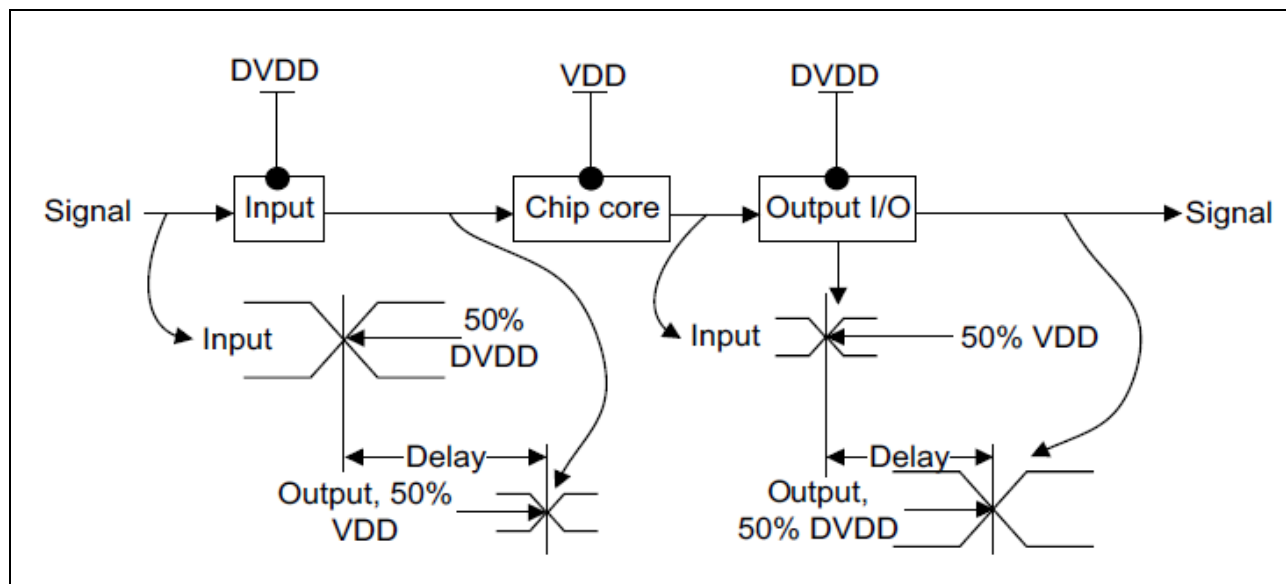 DVDD
VDD
DVDD
Signal
Input
Chip core
Output I/O
Signal
Input
50%
DVDD
Input
50% VDD
Delay
Output, 50%
VDD
Delay
Output,
50% DVDD